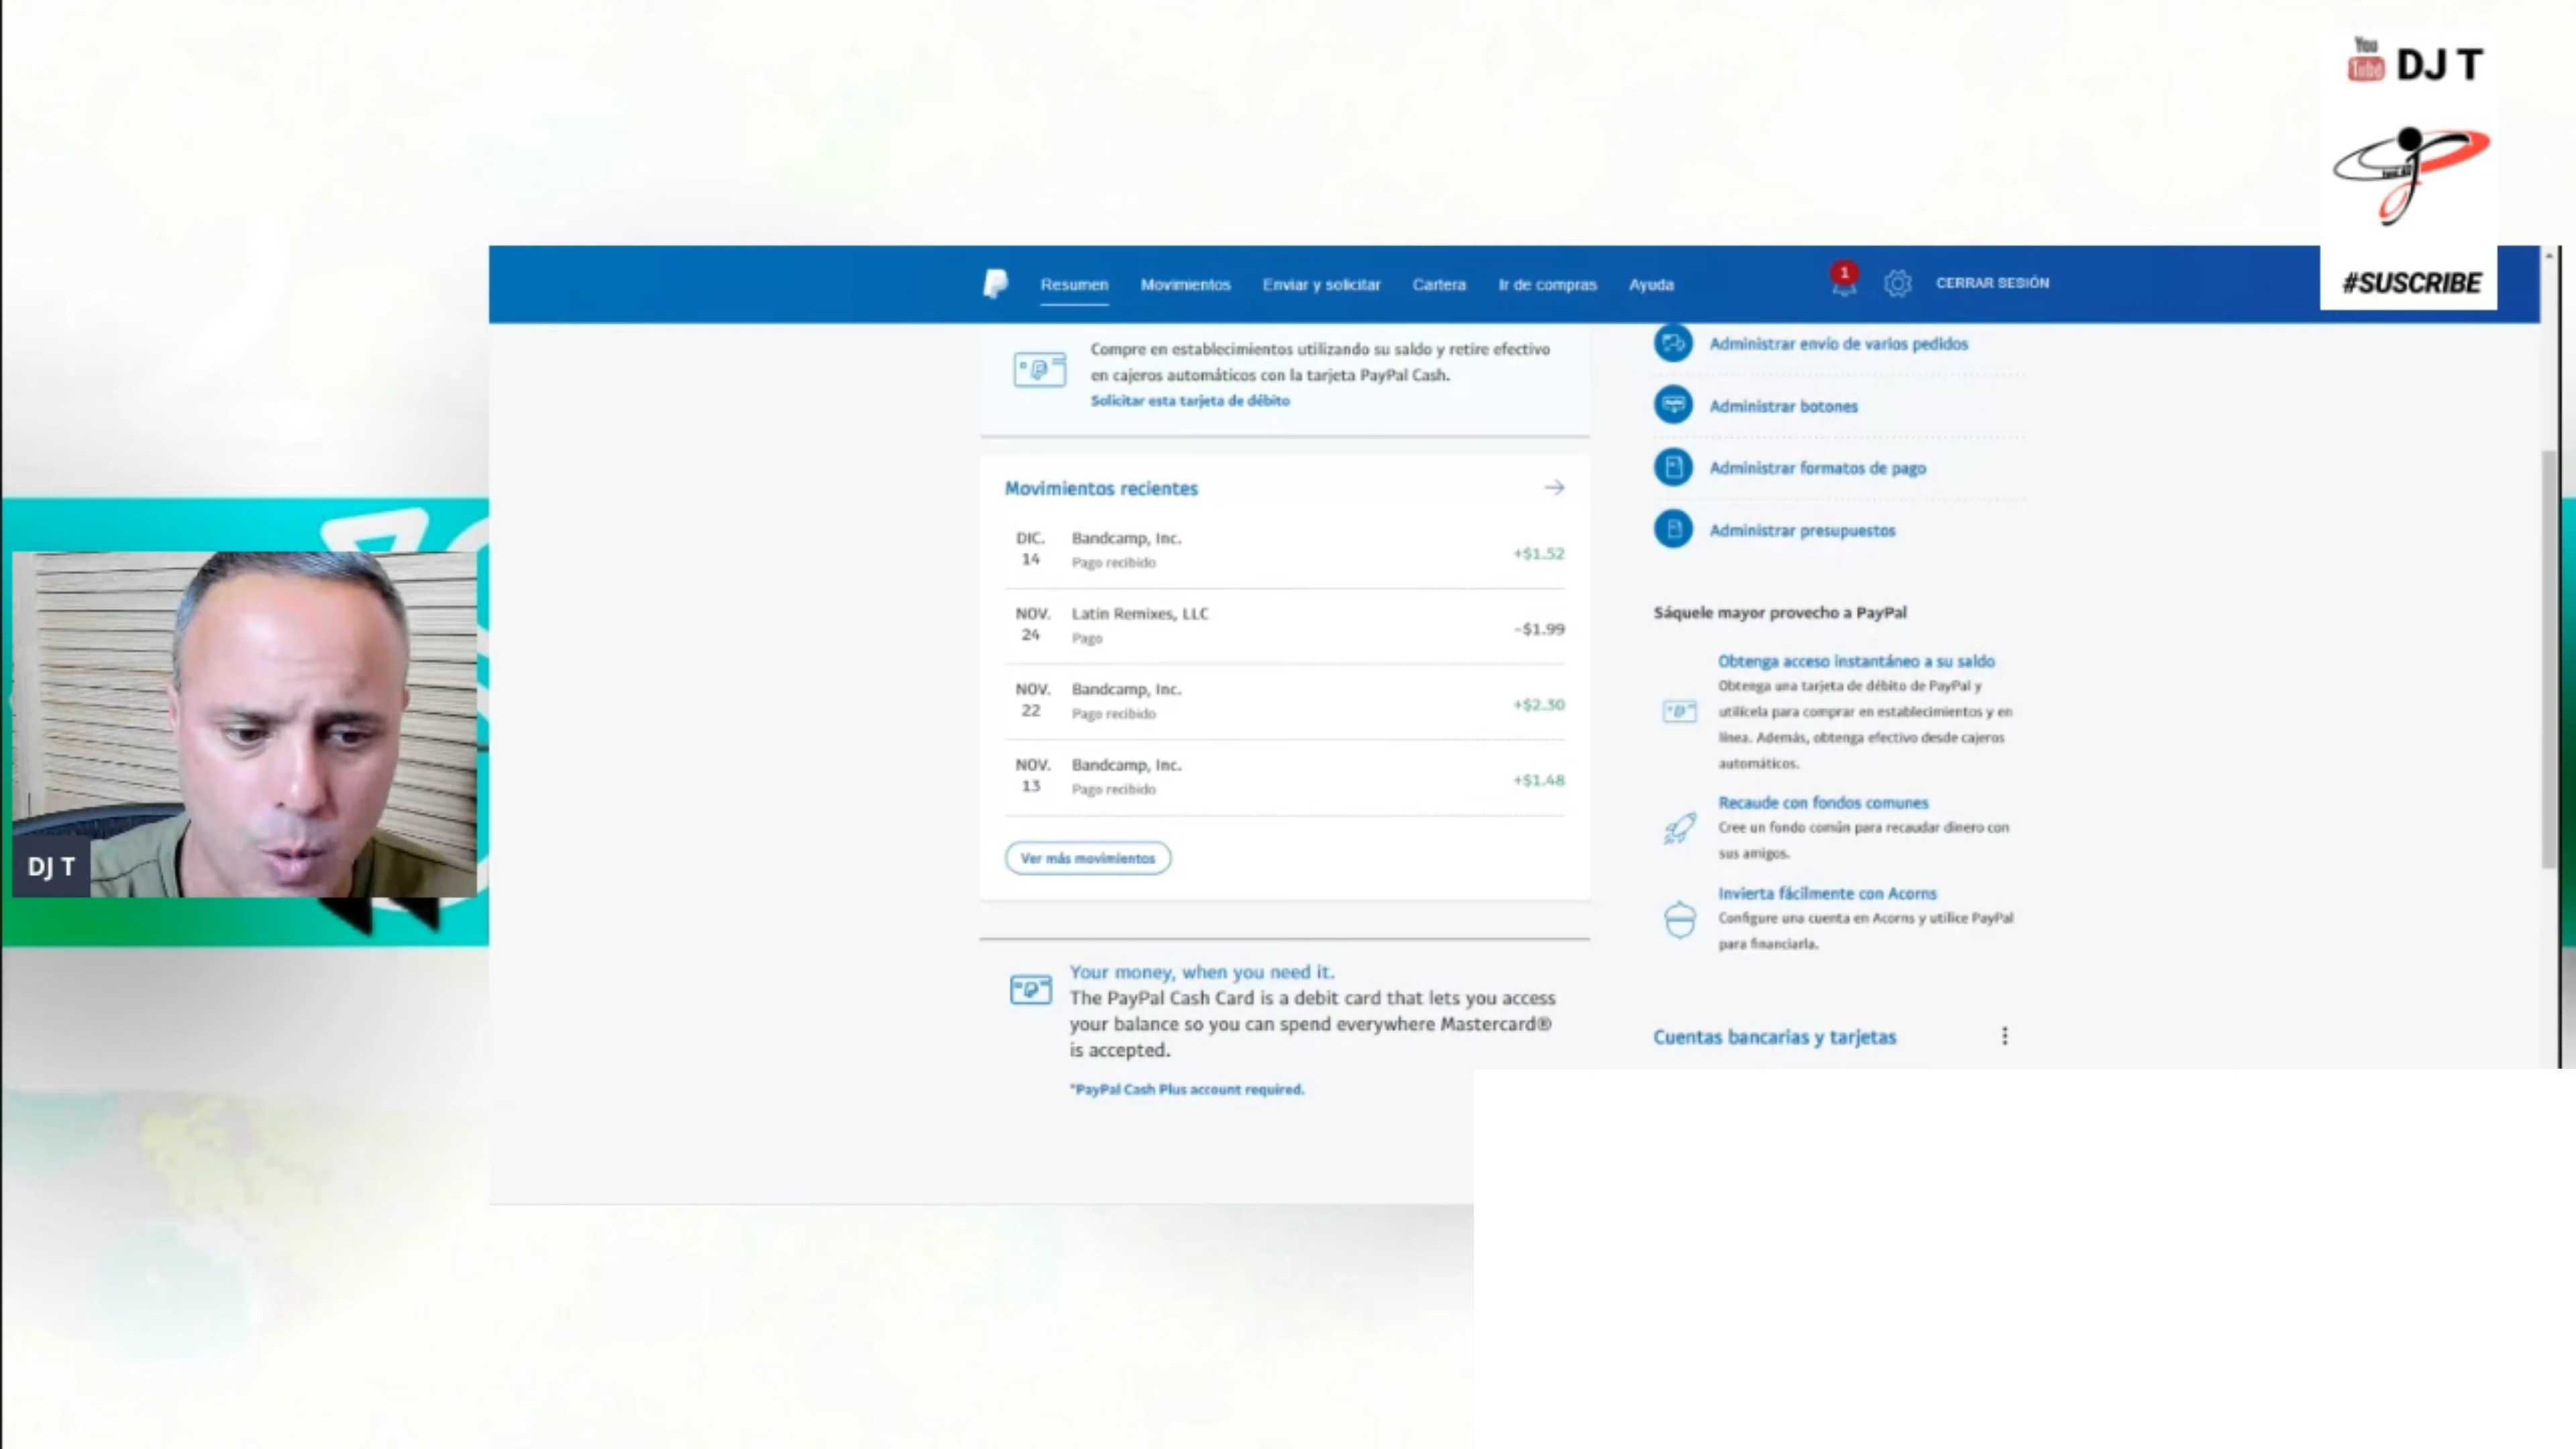 You
Tube DJ T
#SUSCRIBE
Resumen Movimientos Enviar y solicitar Cartera Ir de compras Ayuda 1 CERRAR SESIÓN
Compre en establecimientos utilizando su saldo y retire efectivo
en cajeros automáticos con la tarjeta PayPal Cash.
Solicitar esta tarjeta de débito
Movimientos recientes
DIC. 14 Bandcamp, Inc. +$1.52
Pago recibido
NOV. 24 Latin Remixes, LLC -$1.99
Pago
NOV. 22 Bandcamp, Inc. +$2.30
Pago recibido
NOV. 13 Bandcamp, Inc. +$1.48
Pago recibido
Ver más movimientos
Your money, when you need it.
The PayPal Cash Card is a debit card that lets you access
your balance so you can spend everywhere Mastercard®
is accepted.
*PayPal Cash Plus account required.
Administrar envío de varios pedidos
Administrar botones
Administrar formatos de pago
Administrar presupuestos
Sáquele mayor provecho a PayPal
Obtenga acceso instantáneo a su saldo
Obtenga una tarjeta de débito de PayPal y
utilícela para comprar en establecimientos y en
línea. Además, obtenga efectivo desde cajeros
automáticos.
Recaude con fondos comunes
Cree un fondo común para recaudar dinero con
sus amigos.
Invierta fácilmente con Acorns
Configure una cuenta en Acorns y utilice PayPal
para financiarla.
Cuentas bancarias y tarjetas
DJ T